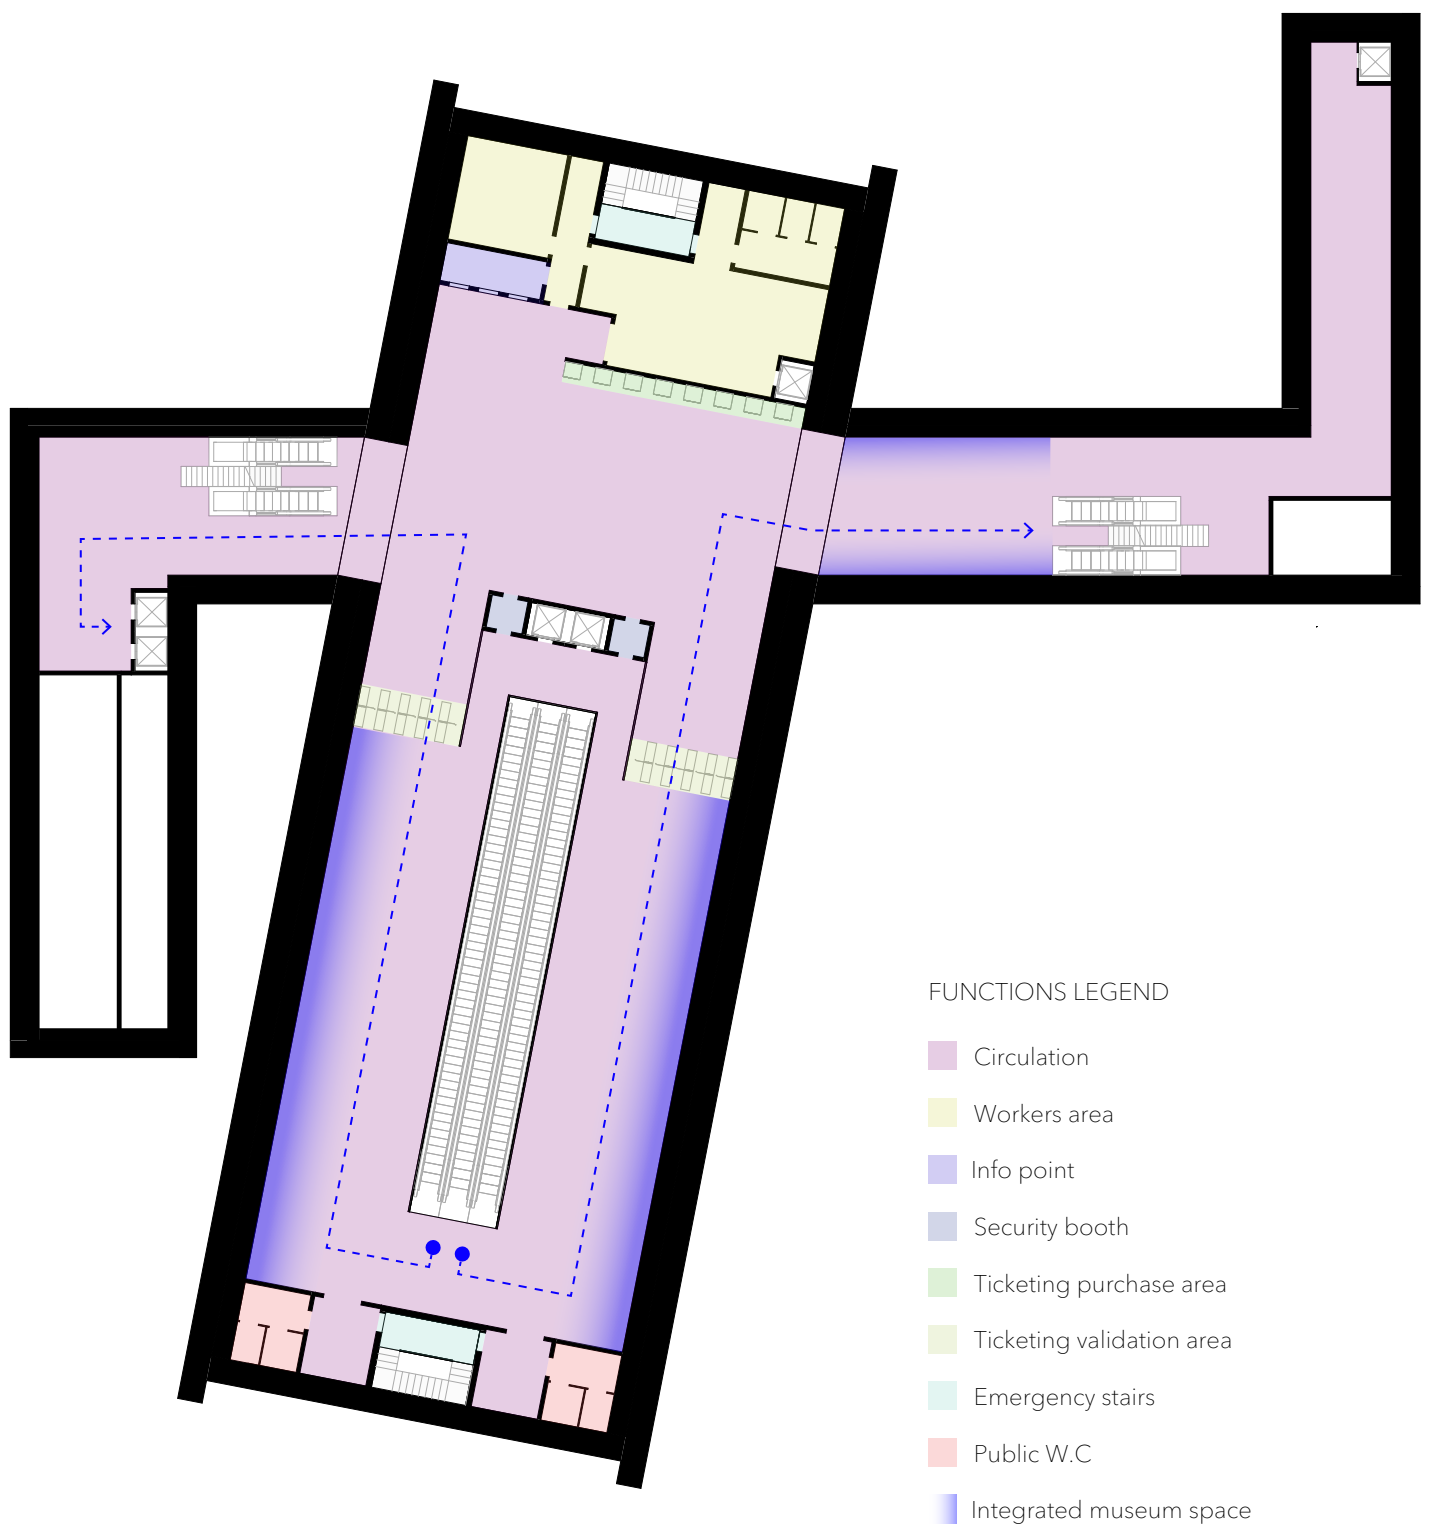 FUNCTIONS LEGEND
Circulation
Workers area
Info point
Security booth
Ticketing purchase area
Ticketing validation area
Emergency stairs
Public W.C
Integrated museum space